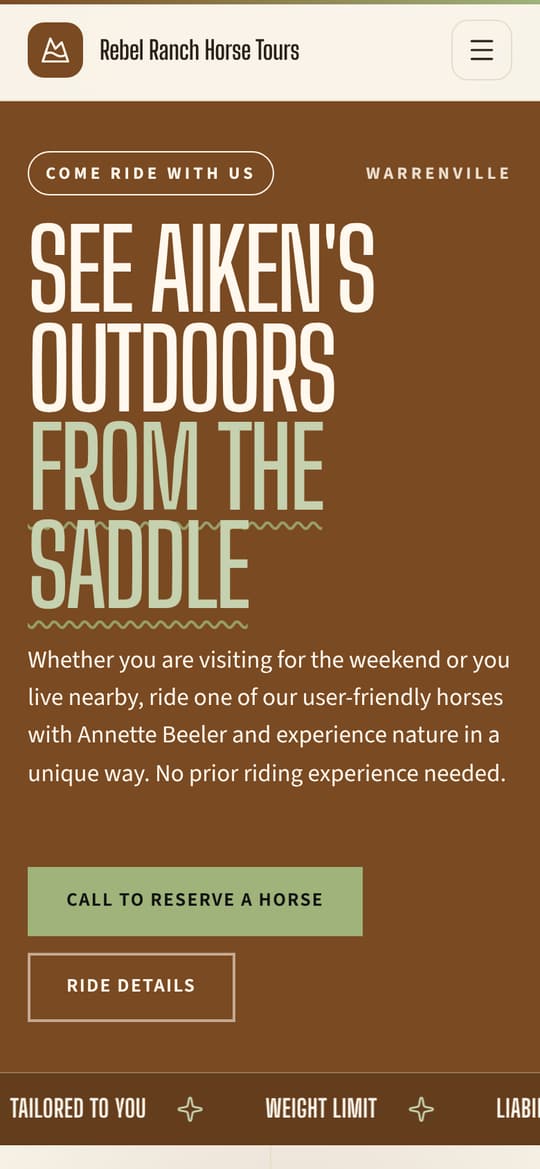 Rebel Ranch Horse Tours
COME RIDE WITH US
WARRENVILLE
SEE AIKEN'S
OUTDOORS
FROM THE
SADDLE
Whether you are visiting for the weekend or you
live nearby, ride one of our user-friendly horses
with Annette Beeler and experience nature in a
unique way. No prior riding experience needed.
CALL TO RESERVE A HORSE
RIDE DETAILS
TAILORED TO YOU
WEIGHT LIMIT
LIABI